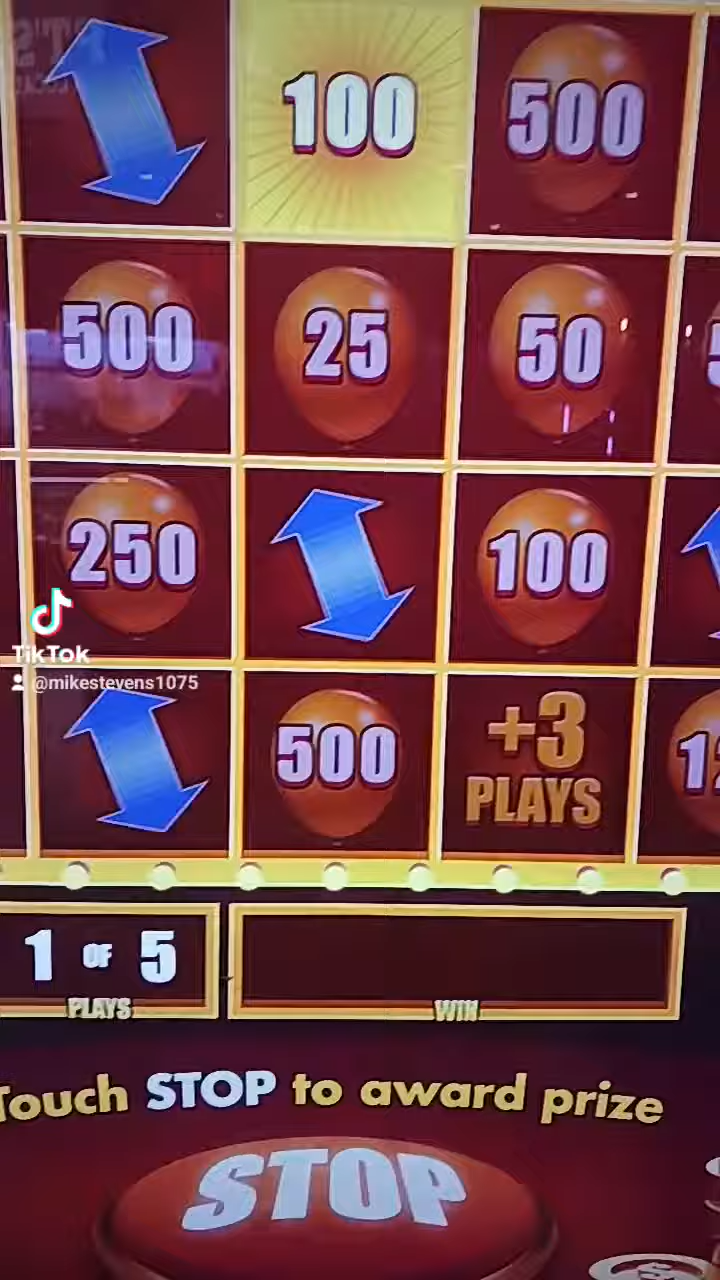 100 500
500 25 50
250 100
TikTok
@mikestevens1075
500 +3
PLAYS
1 OF 5
PLAYS WIN
Touch STOP to award prize
STOP